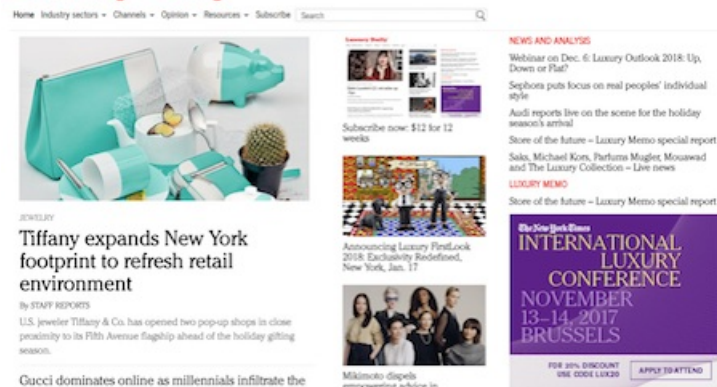 Home Industry sectors Channels Opinion Resources Subscribe Search
JEWELRY
Tiffany expands New York
footprint to refresh retail
environment
By STAFF REPORTS
U.S. jeweler Tiffany & Co. has opened two pop-up shops in close
proximity to its Fifth Avenue flagship ahead of the holiday gifting
season.
Gucci dominates online as millennials infiltrate the
Luxury Daily
Subscribe now: $12 for 12
weeks
Announcing Luxury FirstLook
2018: Exclusivity Redefined,
New York, Jan. 17
Mikimoto dispels
empowering advice in
NEWS AND ANALYSIS
Webinar on Dec. 6: Luxury Outlook 2018: Up,
Down or Flat?
Sephora puts focus on real peoples' individual
style
Audi reports live on the scene for the holiday
season's arrival
Store of the future – Luxury Memo special report
Saks, Michael Kors, Parfums Mugler, Mouawad
and The Luxury Collection – Live news
LUXURY MEMO
Store of the future – Luxury Memo special report
The New York Times
INTERNATIONAL
LUXURY
CONFERENCE
NOVEMBER
13–14, 2017
BRUSSELS
FOR 20% DISCOUNT
USE CODE LUX20
APPLY TO ATTEND